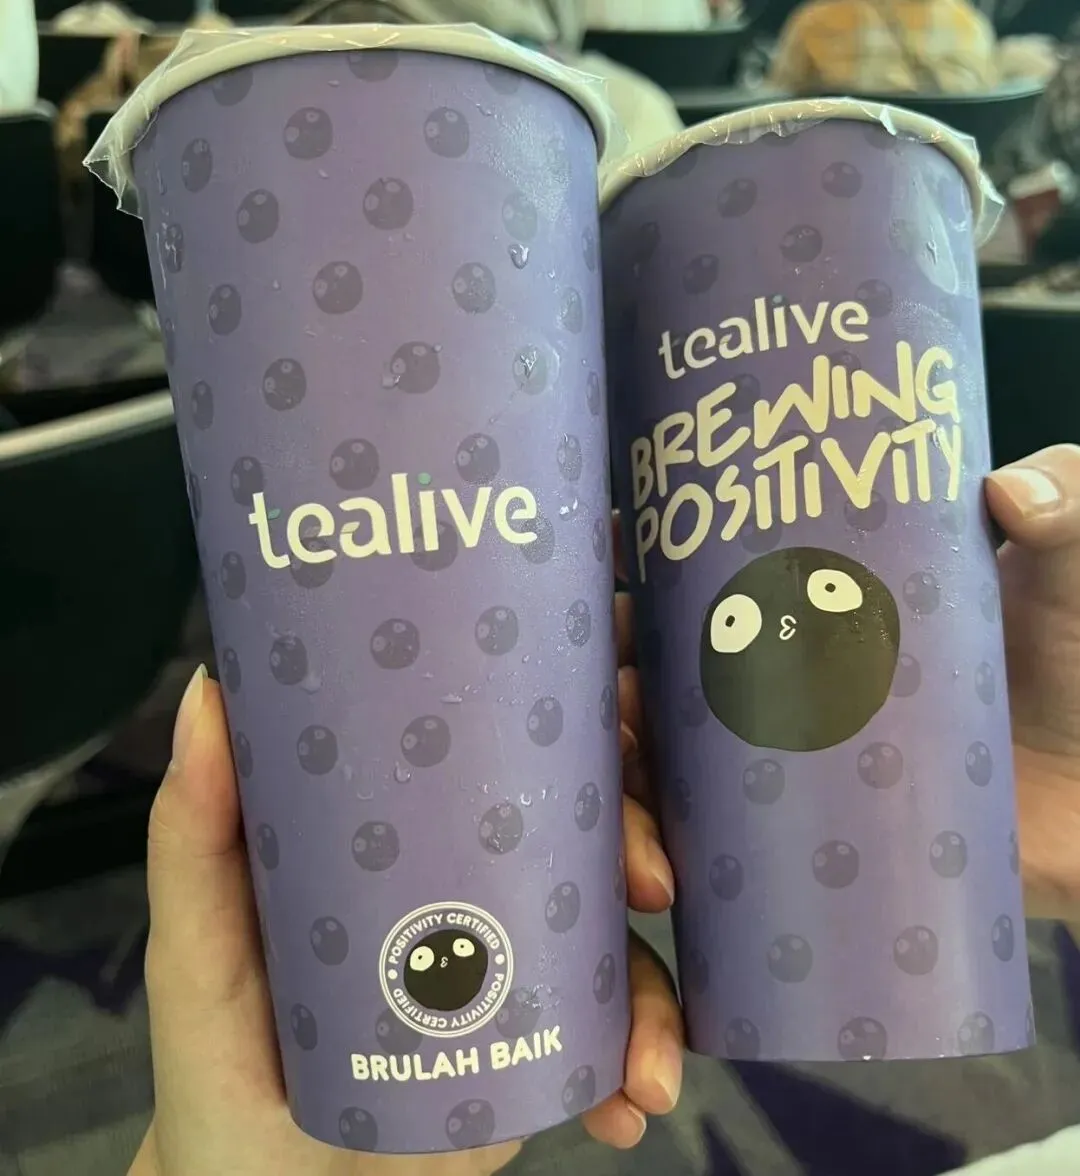 tealive
POSITIVITY CERTIFIED • POSITIVITY CERTIFIED •
BRULAH BAIK
tealive
BREWING
POSITIVITY